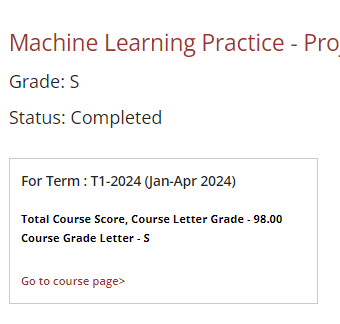 Machine Learning Practice - Pro
Grade: S
Status: Completed
For Term : T1-2024 (Jan-Apr 2024)
Total Course Score, Course Letter Grade - 98.00
Course Grade Letter - S
Go to course page>